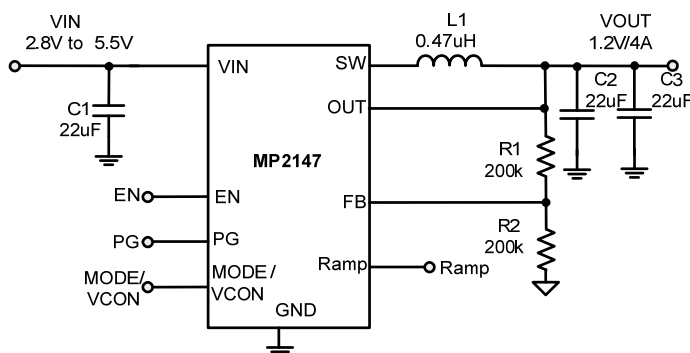 VIN
2.8V to 5.5V
L1
0.47uH
VOUT
1.2V/4A
VIN
SW
C1
22uF
OUT
C2
22uF
C3
22uF
MP2147
R1
200k
EN
EN
FB
PG
PG
R2
200k
MODE/
VCON
MODE /
VCON
Ramp
Ramp
GND